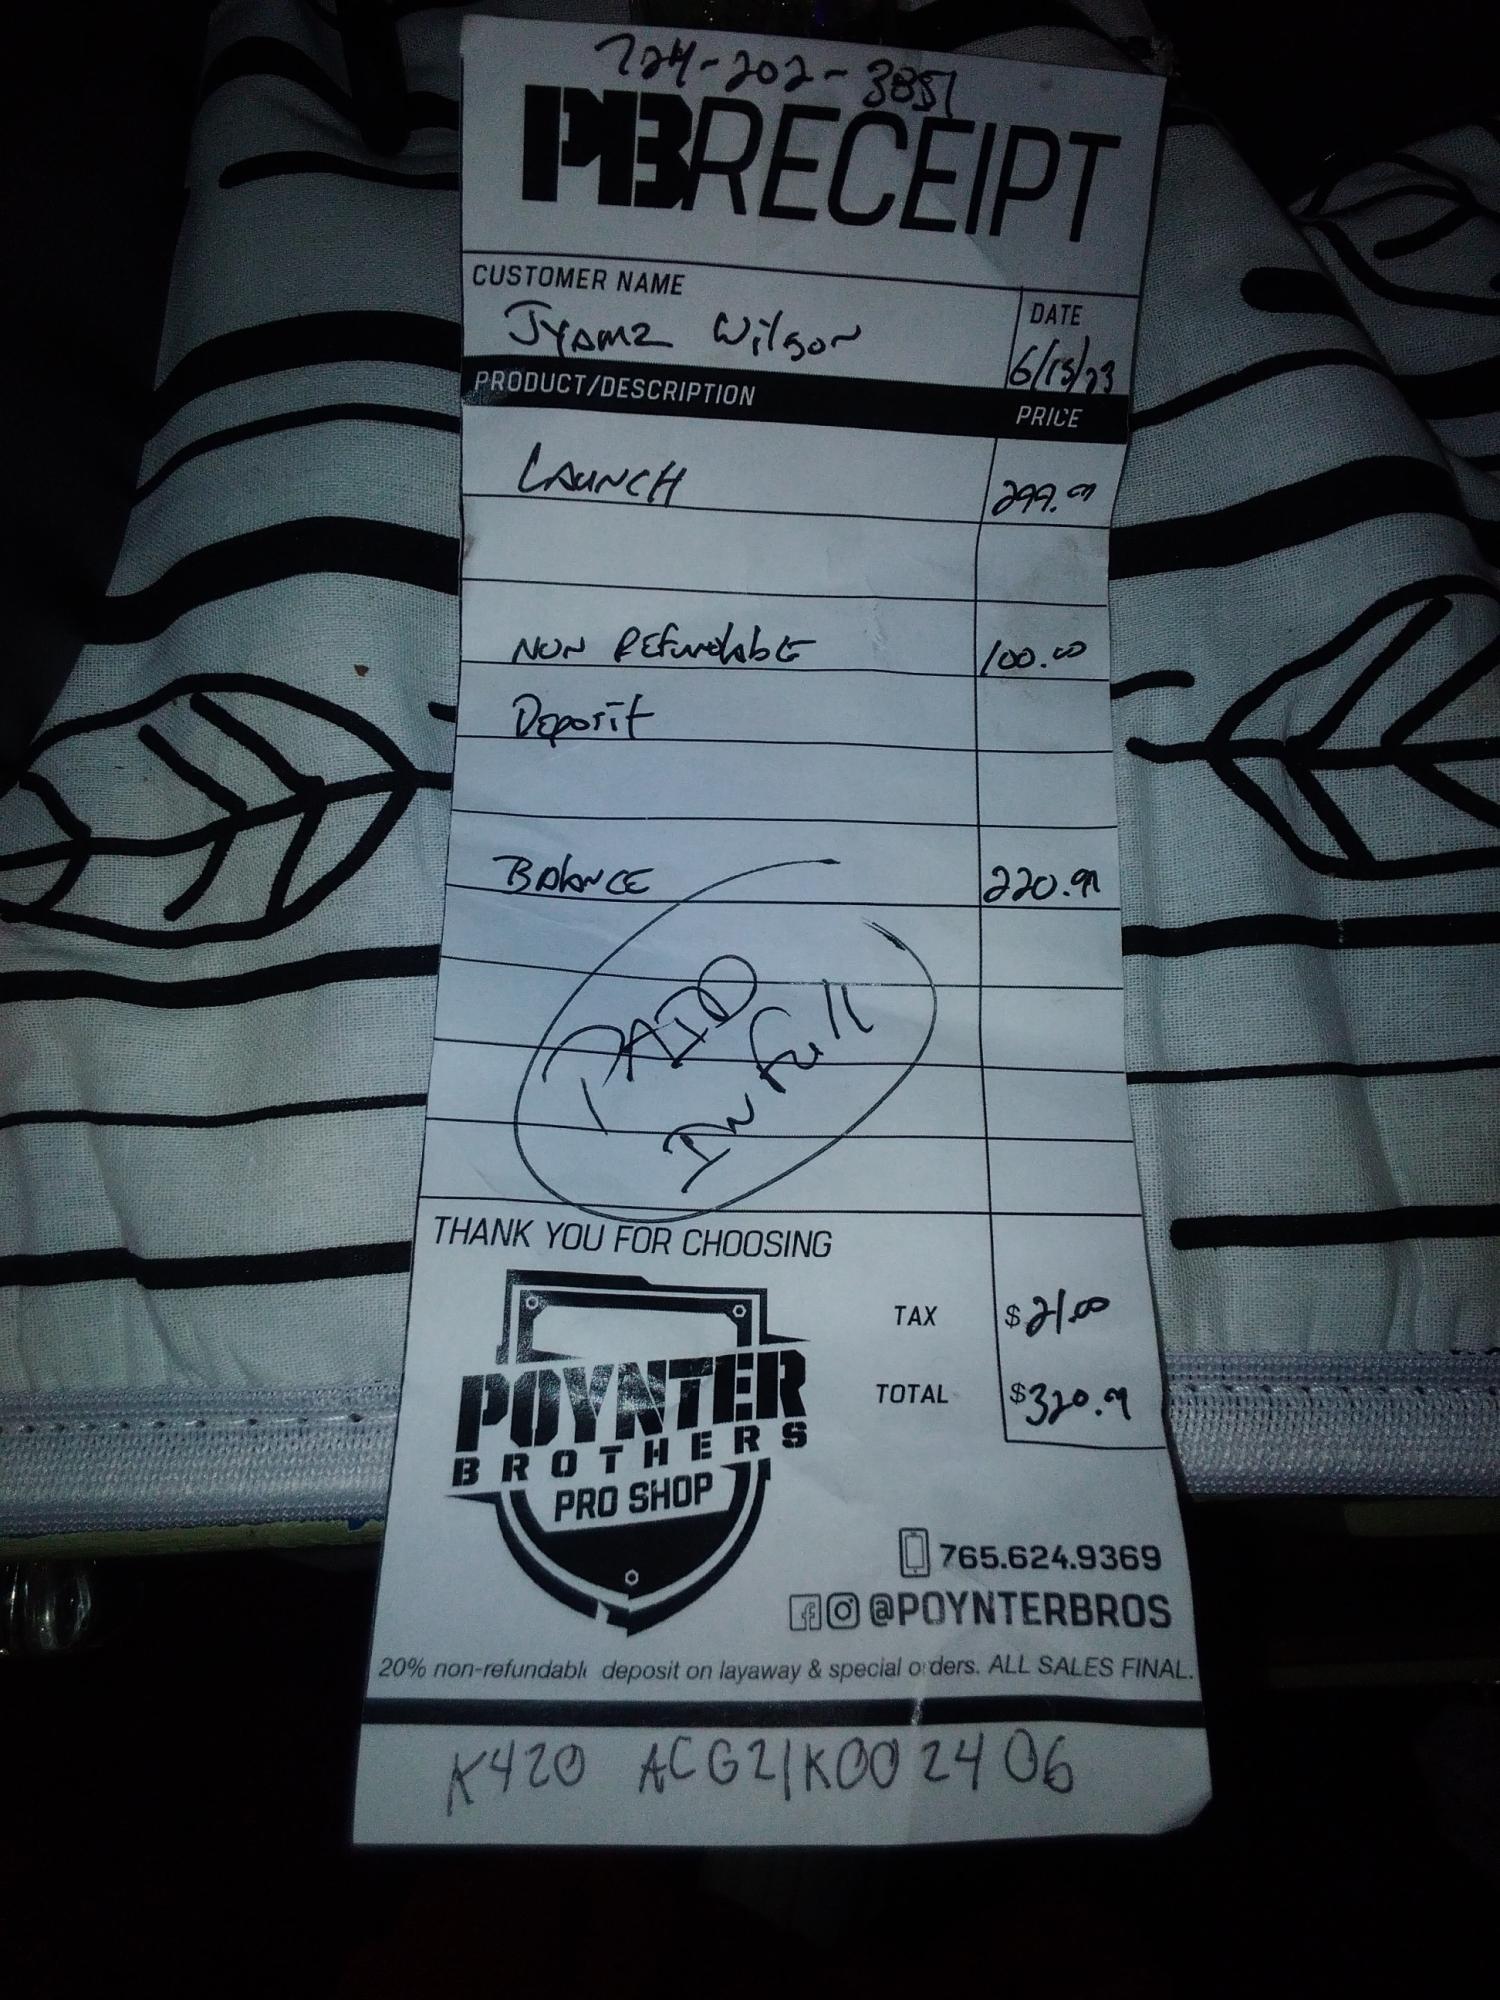 724-202-3851
PB RECEIPT
CUSTOMER NAME
DATE
Jyamz Wilson
6/15/23
PRODUCT/DESCRIPTION
PRICE
LAUNCH 299.99
NON Refundable 100.00
Deposit
Balance 220.99
PAID
IN Full
THANK YOU FOR CHOOSING
TAX $21.00
POYNTER
BROTHERS
PRO SHOP
TOTAL $320.99
765.624.9369
@POYNTERBROS
20% non-refundable deposit on layaway & special orders. ALL SALES FINAL.
K420 ACG21K002406